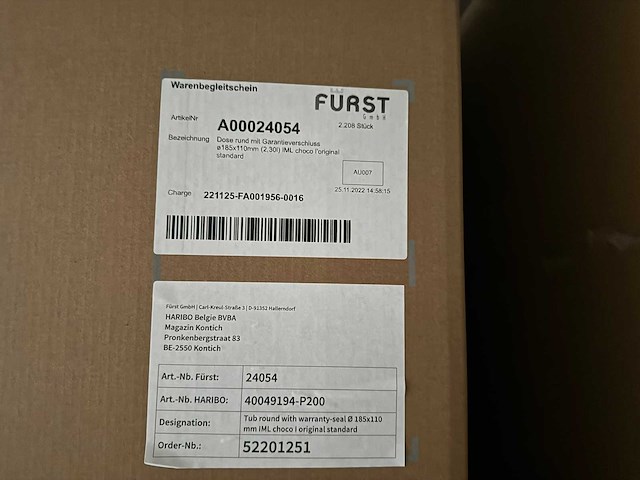 Warenbegleitschein
FÜRST
GmbH
ArtikelNr
A00024054
2.208 Stück
Bezeichnung
Dose rund mit Garantieverschluss
ø185x110mm (2.30l) IML choco l'original
standard
AU007
25.11.2022 14:56:15
Charge
221125-FA001956-0016
Fürst GmbH | Carl-Kreul-Straße 3 | D-91352 Hallerndorf
HARIBO Belgie BVBA
Magazin Kontich
Pronkenbergstraat 83
BE-2550 Kontich
Art.-Nb. Fürst: 24054
Art.-Nb. HARIBO: 40049194-P200
Designation: Tub round with warranty-seal Ø 185x110
mm IML choco l original standard
Order-Nb.: 52201251